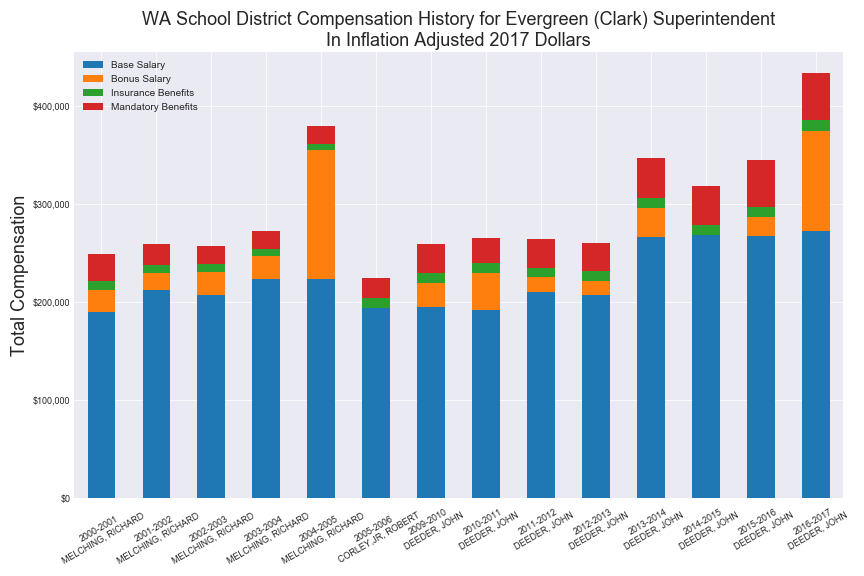 WA School District Compensation History for Evergreen (Clark) Superintendent
In Inflation Adjusted 2017 Dollars
Base Salary
Bonus Salary
Insurance Benefits
Mandatory Benefits
Total Compensation
$400,000
$300,000
$200,000
$100,000
$0
2000-2001
MELCHING, RICHARD
2001-2002
MELCHING, RICHARD
2002-2003
MELCHING, RICHARD
2003-2004
MELCHING, RICHARD
2004-2005
MELCHING, RICHARD
2005-2006
CORLEY JR, ROBERT
2009-2010
DEEDER, JOHN
2010-2011
DEEDER, JOHN
2011-2012
DEEDER, JOHN
2012-2013
DEEDER, JOHN
2013-2014
DEEDER, JOHN
2014-2015
DEEDER, JOHN
2015-2016
DEEDER, JOHN
2016-2017
DEEDER, JOHN